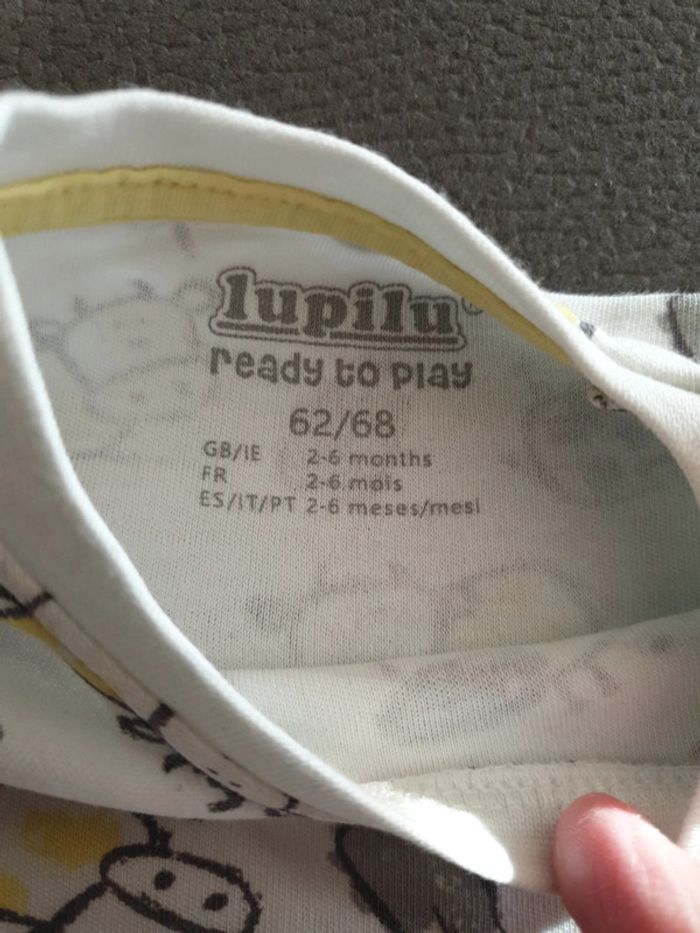 lupilu®
ready to play
62/68
GB/IE 2-6 months
FR 2-6 mois
ES/IT/PT 2-6 meses/mesi